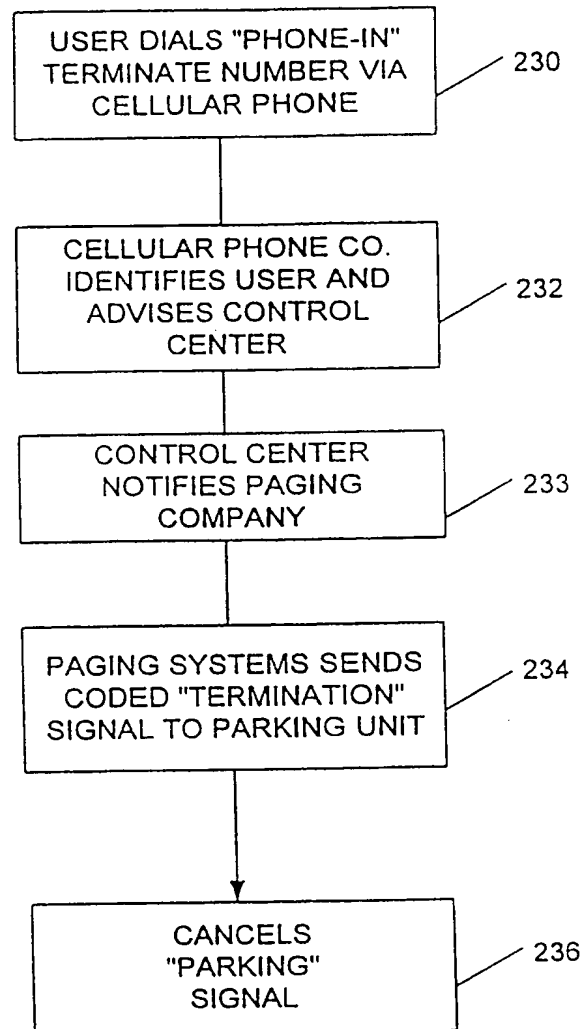 USER DIALS "PHONE-IN"
TERMINATE NUMBER VIA
CELLULAR PHONE
230
CELLULAR PHONE CO.
IDENTIFIES USER AND
ADVISES CONTROL
CENTER
232
CONTROL CENTER
NOTIFIES PAGING
COMPANY
233
PAGING SYSTEMS SENDS
CODED "TERMINATION"
SIGNAL TO PARKING UNIT
234
CANCELS
"PARKING"
SIGNAL
236